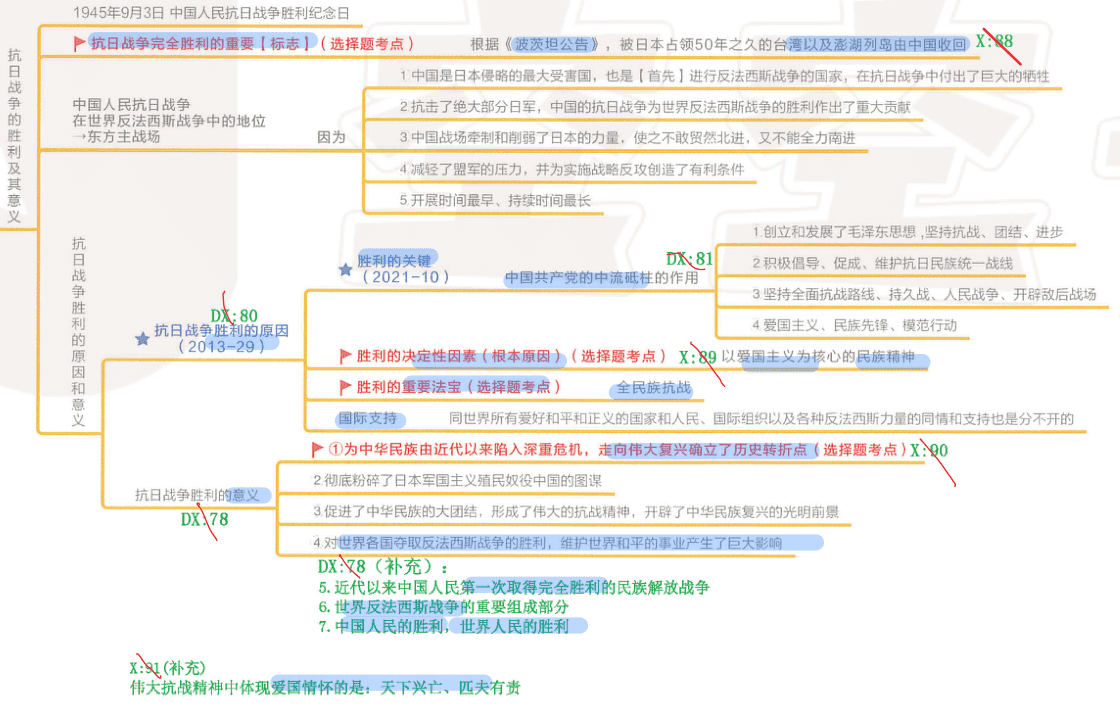 抗日战争的胜利及其意义
1945年9月3日 中国人民抗日战争胜利纪念日
抗日战争完全胜利的重要【标志】（选择题考点）
根据《波茨坦公告》，被日本占领50年之久的台湾以及澎湖列岛由中国收回
X:88
中国人民抗日战争
在世界反法西斯战争中的地位
→东方主战场
因为
1 中国是日本侵略的最大受害国，也是【首先】进行反法西斯战争的国家，在抗日战争中付出了巨大的牺牲
2 抗击了绝大部分日军，中国的抗日战争为世界反法西斯战争的胜利作出了重大贡献
3 中国战场牵制和削弱了日本的力量，使之不敢贸然北进，又不能全力南进
4.减轻了盟军的压力，并为实施战略反攻创造了有利条件
5.开展时间最早、持续时间最长
抗日战争胜利的原因和意义
DX:80
抗日战争胜利的原因
（2013-29）
胜利的关键
（2021-10）
中国共产党的中流砥柱的作用
DX:81
1 创立和发展了毛泽东思想 ,坚持抗战、团结、进步
2 积极倡导、促成、维护抗日民族统一战线
3 坚持全面抗战路线、持久战、人民战争、开辟敌后战场
4 爱国主义、民族先锋、模范行动
胜利的决定性因素（根本原因）（选择题考点）
X:89
以爱国主义为核心的民族精神
胜利的重要法宝（选择题考点）
全民族抗战
国际支持
同世界所有爱好和平和正义的国家和人民、国际组织以及各种反法西斯力量的同情和支持也是分不开的
抗日战争胜利的意义
DX:78
①为中华民族由近代以来陷入深重危机，走向伟大复兴确立了历史转折点（选择题考点）
X:90
2.彻底粉碎了日本军国主义殖民奴役中国的图谋
3.促进了中华民族的大团结，形成了伟大的抗战精神，开辟了中华民族复兴的光明前景
4.对世界各国夺取反法西斯战争的胜利，维护世界和平的事业产生了巨大影响
DX:78（补充）：
5.近代以来中国人民第一次取得完全胜利的民族解放战争
6.世界反法西斯战争的重要组成部分
7.中国人民的胜利，世界人民的胜利
X:91(补充)
伟大抗战精神中体现爱国情怀的是：天下兴亡、匹夫有责